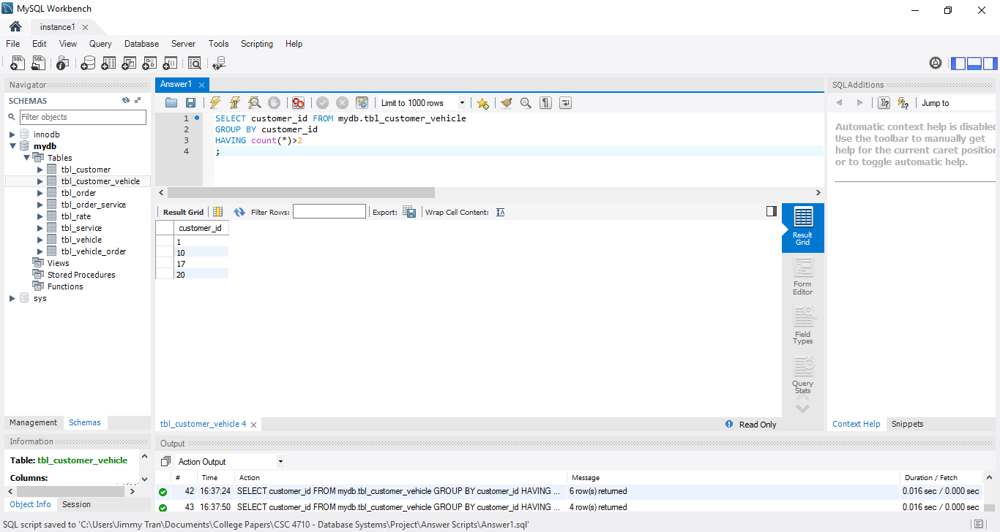 MySQL Workbench
instance1
File Edit View Query Database Server Tools Scripting Help
Navigator
SCHEMAS
Filter objects
innodb
mydb
Tables
tbl_customer
tbl_customer_vehicle
tbl_order
tbl_order_service
tbl_rate
tbl_service
tbl_vehicle
tbl_vehicle_order
Views
Stored Procedures
Functions
sys
Management Schemas
Information
Table: tbl_customer_vehicle
Columns:
Object Info Session
Answer1
Limit to 1000 rows
1 SELECT customer_id FROM mydb.tbl_customer_vehicle
2 GROUP BY customer_id
3 HAVING count(*)>2
4 ;
Result Grid Filter Rows: Export: Wrap Cell Content:
customer_id
1
10
17
20
Result
Grid
Form
Editor
Field
Types
Query
Stats
tbl_customer_vehicle 4
Read Only
SQLAdditions
Jump to
Automatic context help is disabled
Use the toolbar to manually get
help for the current caret position
or to toggle automatic help.
Context Help Snippets
Output
Action Output
# Time Action Message Duration / Fetch
42 16:37:24 SELECT customer_id FROM mydb.tbl_customer_vehicle GROUP BY customer_id HAVING ... 6 row(s) returned 0.016 sec / 0.000 sec
43 16:37:50 SELECT customer_id FROM mydb.tbl_customer_vehicle GROUP BY customer_id HAVING ... 4 row(s) returned 0.016 sec / 0.000 sec
SQL script saved to 'C:\Users\Jimmy Tran\Documents\College Papers\CSC 4710 - Database Systems\Project\Answer Scripts\Answer1.sql'